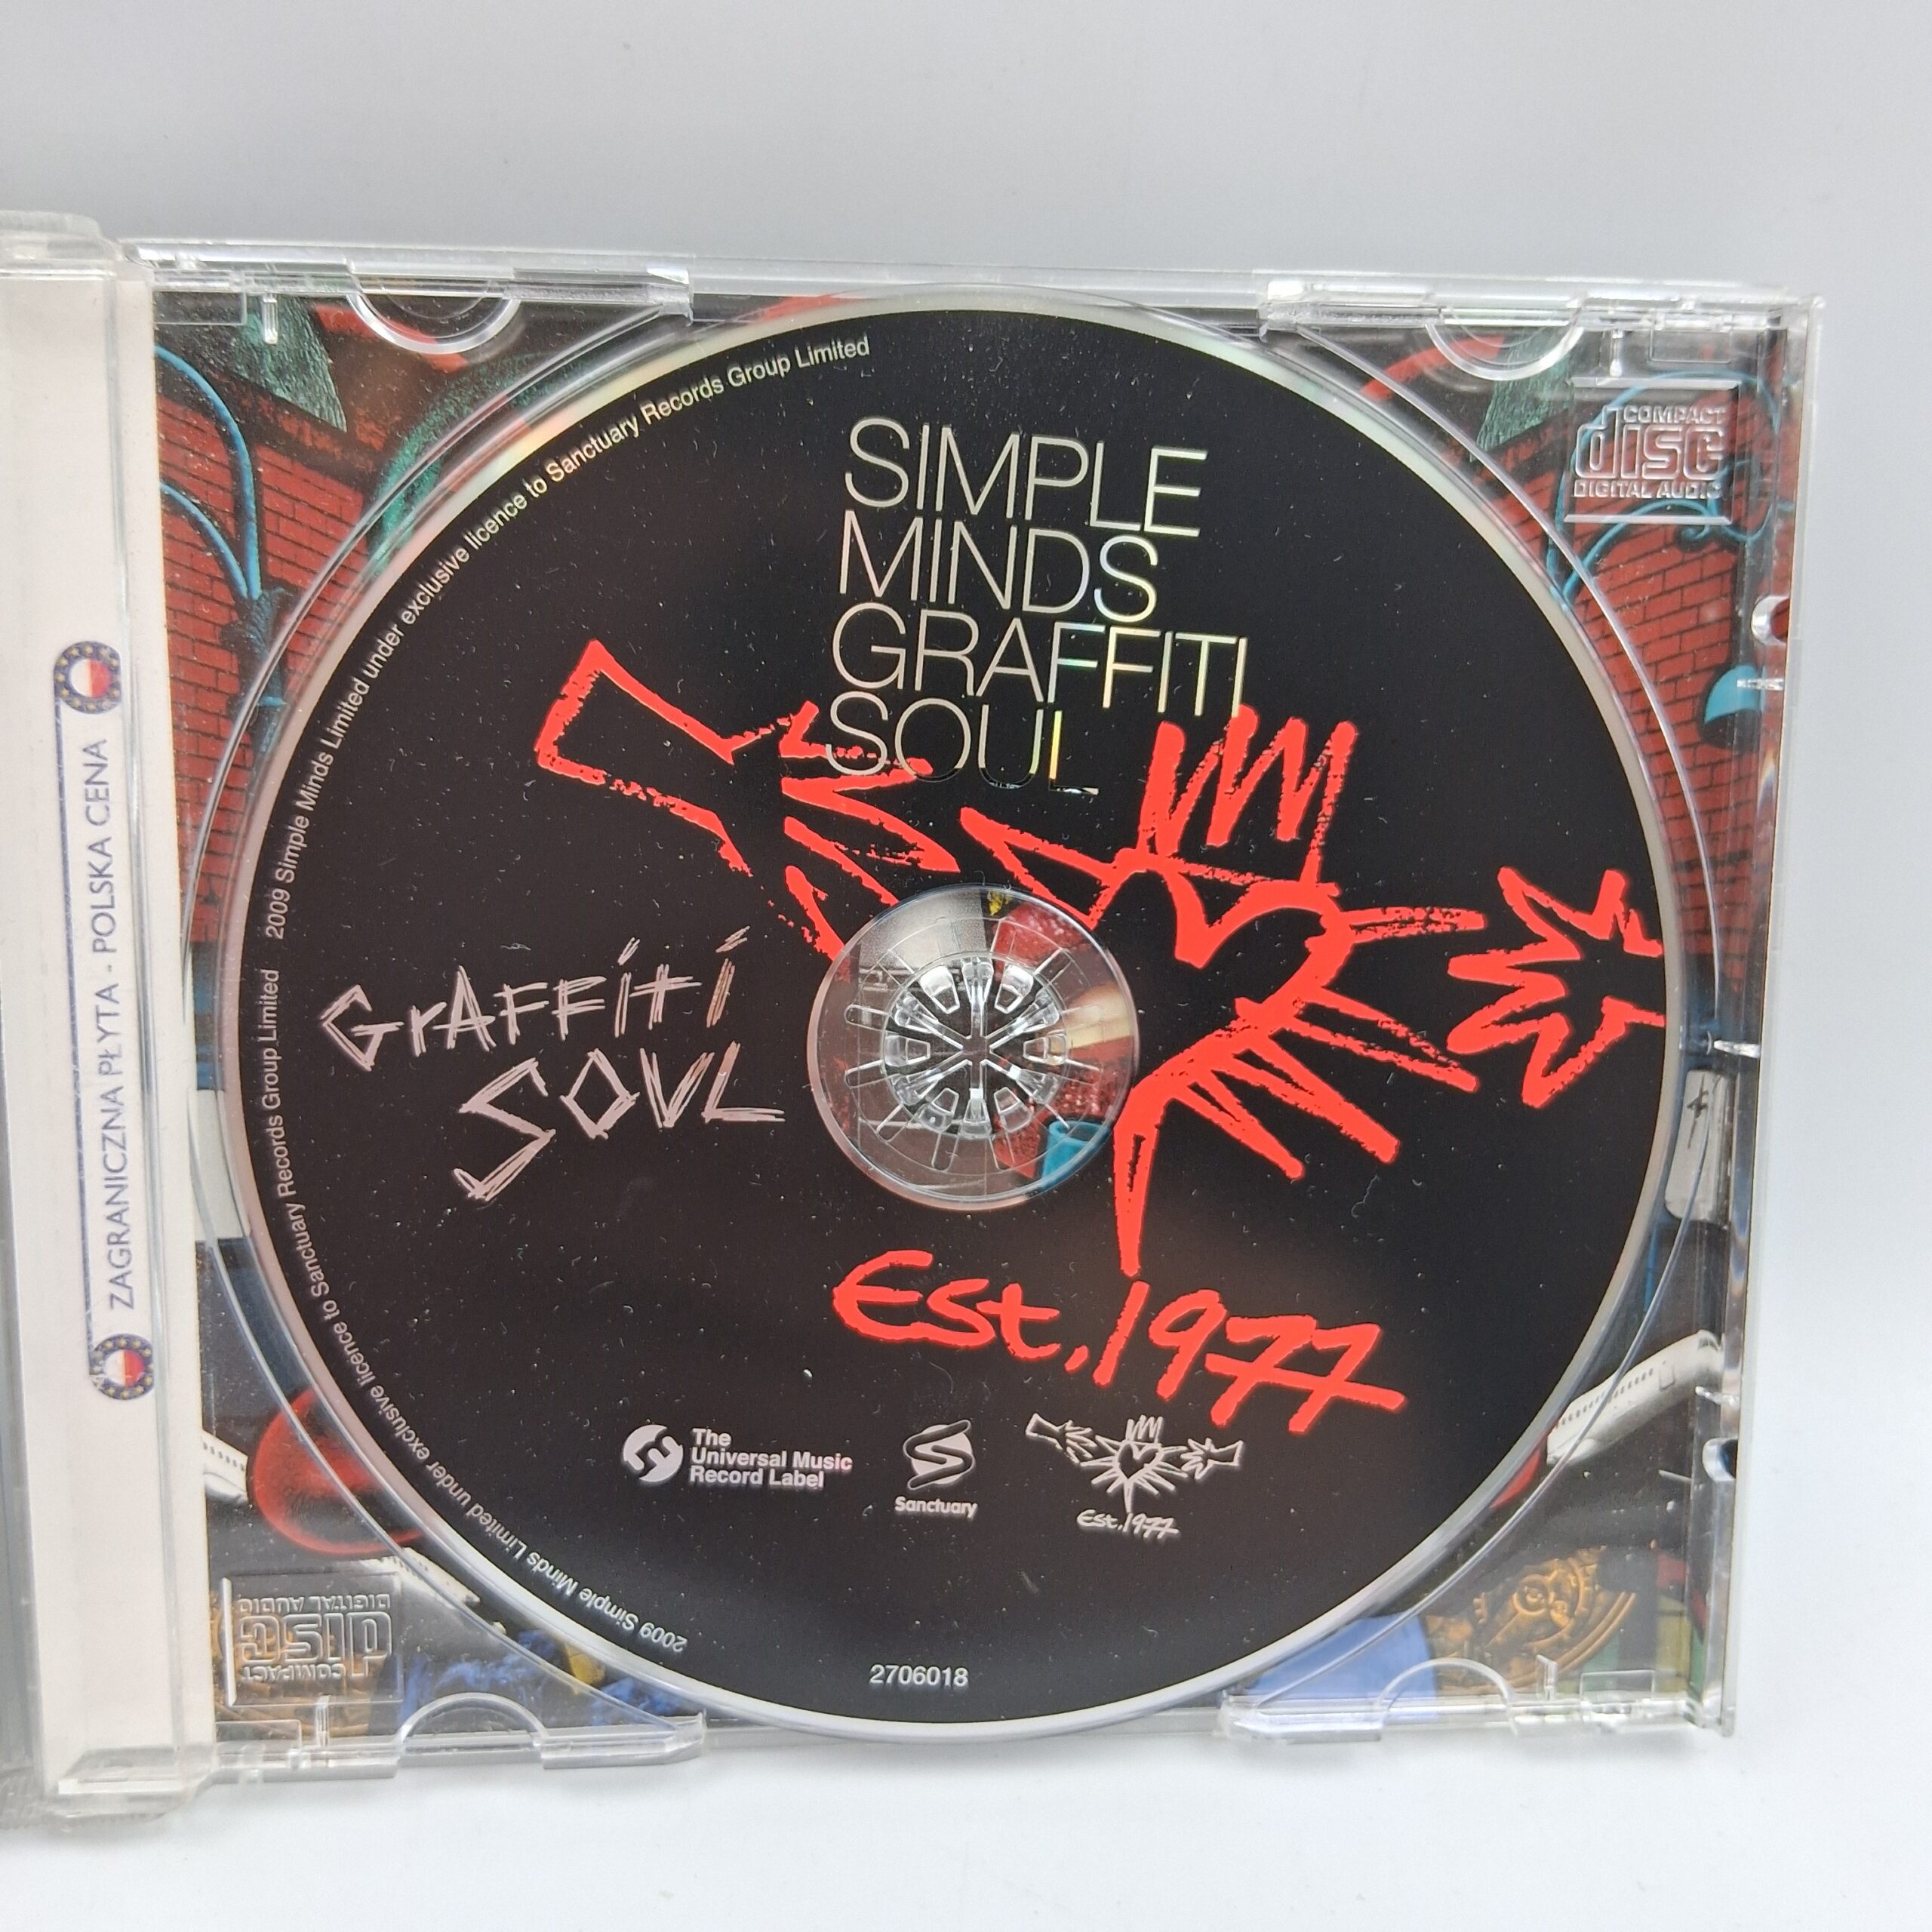 SIMPLE
MINDS
GRAFFITI
SOUL
GrAFFiti
SOUL
Est.1977
The
Universal Music
Record Label
Sanctuary
Est.1977
2706018
2009 Simple Minds Limited under exclusive licence to Sanctuary Records Group Limited
2009 Simple Minds Limited under exclusive licence to Sanctuary Records Group Limited
ZAGRANICZNA PŁYTA - POLSKA CENA
COMPACT
disc
DIGITAL AUDIO
COMPACT
disc
DIGITAL AUDIO